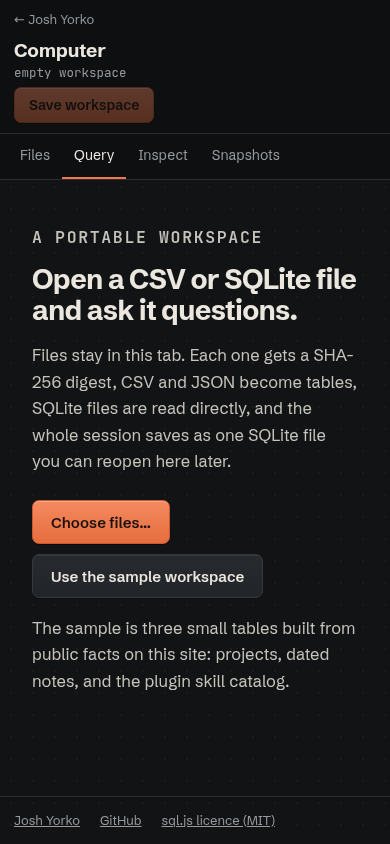 ← Josh Yorko
Computer
empty workspace
Save workspace
Files
Query
Inspect
Snapshots
A PORTABLE WORKSPACE
Open a CSV or SQLite file
and ask it questions.
Files stay in this tab. Each one gets a SHA-
256 digest, CSV and JSON become tables,
SQLite files are read directly, and the
whole session saves as one SQLite file
you can reopen here later.
Choose files…
Use the sample workspace
The sample is three small tables built from
public facts on this site: projects, dated
notes, and the plugin skill catalog.
Josh Yorko
GitHub
sql.js licence (MIT)